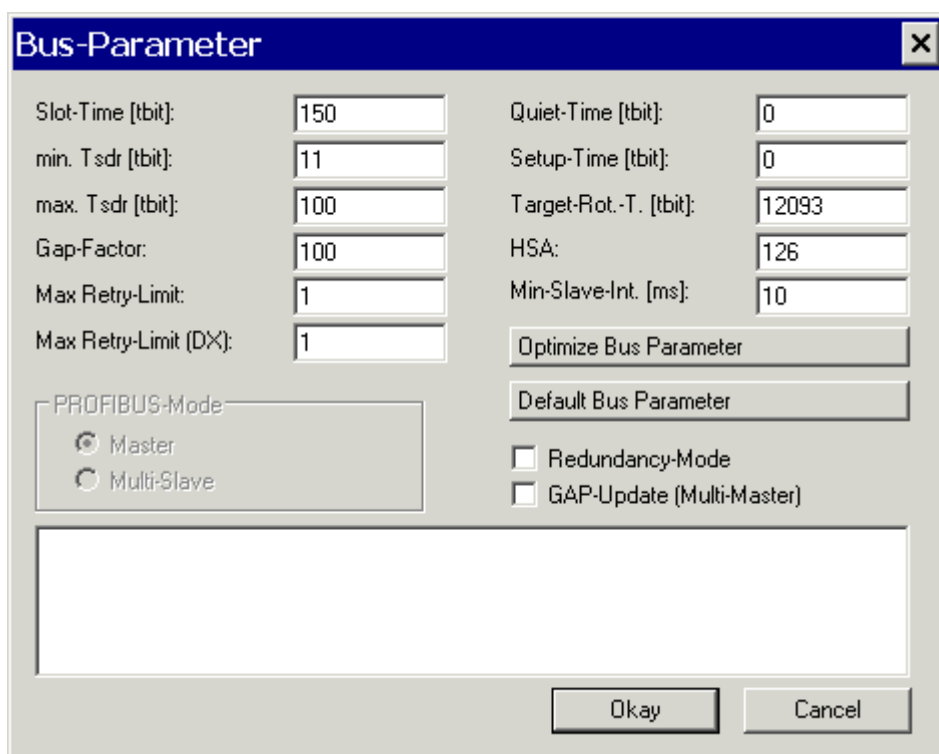 Bus-Parameter
Slot-Time [tbit]: 150
min. Tsdr [tbit]: 11
max. Tsdr [tbit]: 100
Gap-Factor: 100
Max Retry-Limit: 1
Max Retry-Limit (DX): 1
Quiet-Time [tbit]: 0
Setup-Time [tbit]: 0
Target-Rot.-T. [tbit]: 12093
HSA: 126
Min-Slave-Int. [ms]: 10
Optimize Bus Parameter
Default Bus Parameter
PROFIBUS-Mode
Master
Multi-Slave
Redundancy-Mode
GAP-Update (Multi-Master)
Okay
Cancel